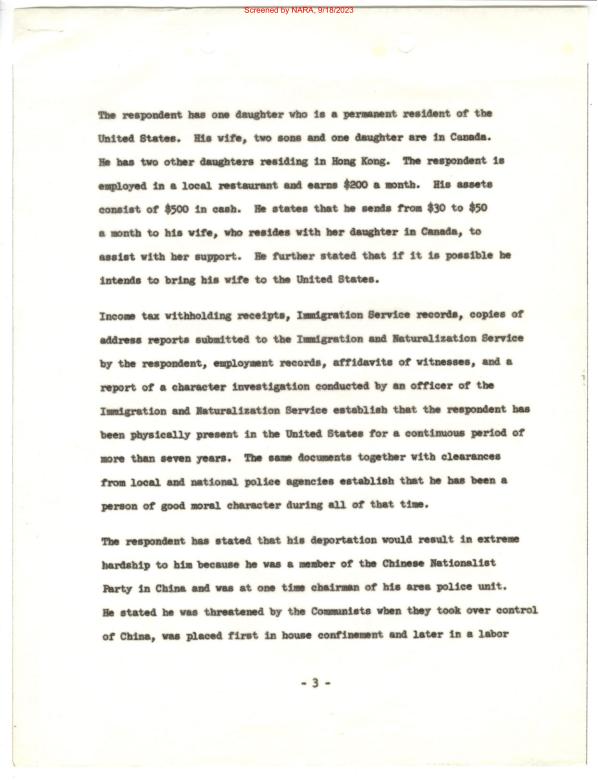 Screened by NARA, 9/18/2023
The respondent has one daughter who is a permanent resident of the
United States. His wife, two sons and one daughter are in Canada.
He has two other daughters residing in Hong Kong. The respondent is
employed in a local restaurant and earns $200 a month. His assets
consist of $500 in cash. He states that he sends from $30 to $50
a month to his wife, who resides with her daughter in Canada, to
assist with her support. He further stated that if it is possible he
intends to bring his wife to the United States.
Income tax withholding receipts, Immigration Service records, copies of
address reports submitted to the Immigration and Naturalization Service
by the respondent, employment records, affidavits of witnesses, and a
report of a character investigation conducted by an officer of the
Immigration and Naturalization Service establish that the respondent has
been physically present in the United States for a continuous period of
more than seven years. The same documents together with clearances
from local and national police agencies establish that he has been a
person of good moral character during all of that time.
The respondent has stated that his deportation would result in extreme
hardship to him because he was a member of the Chinese Nationalist
Party in China and was at one time chairman of his area police unit.
He stated he was threatened by the Communists when they took over control
of China, was placed first in house confinement and later in a labor
- 3 -